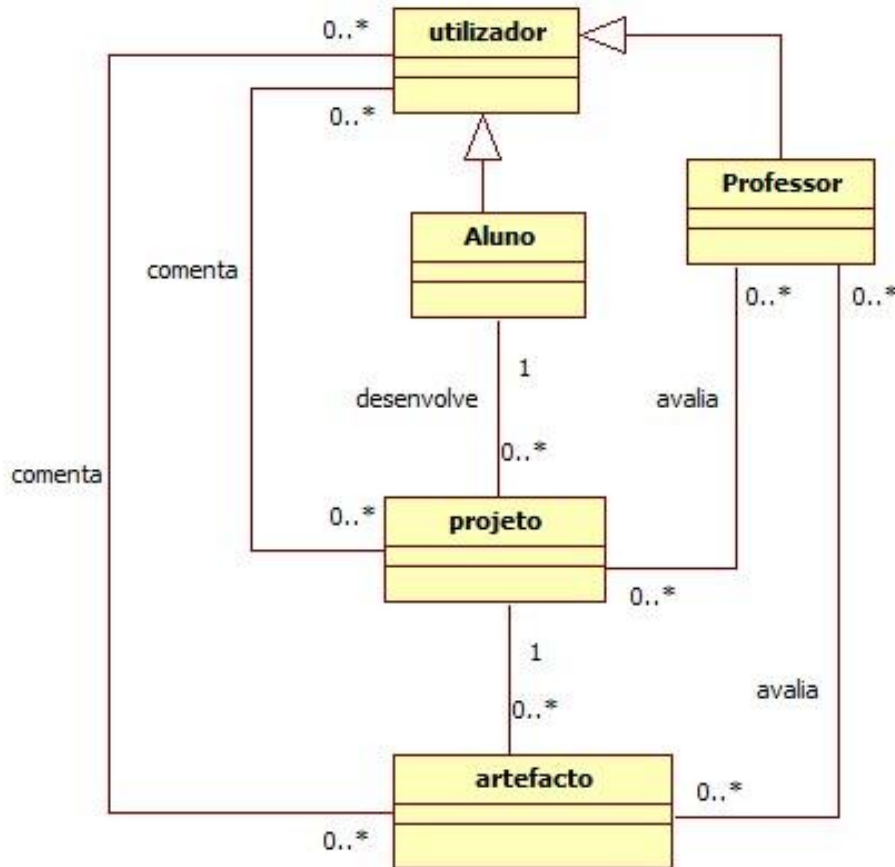 0..*
utilizador
0..*
Professor
Aluno
comenta
0..*
0..*
1
desenvolve
avalia
0..*
comenta
0..*
projeto
0..*
1
avalia
0..*
artefacto
0..*
0..*